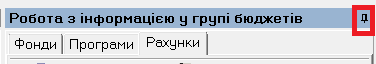 Робота з інформацією у групі бюджетів
Фонди Програми Рахунки